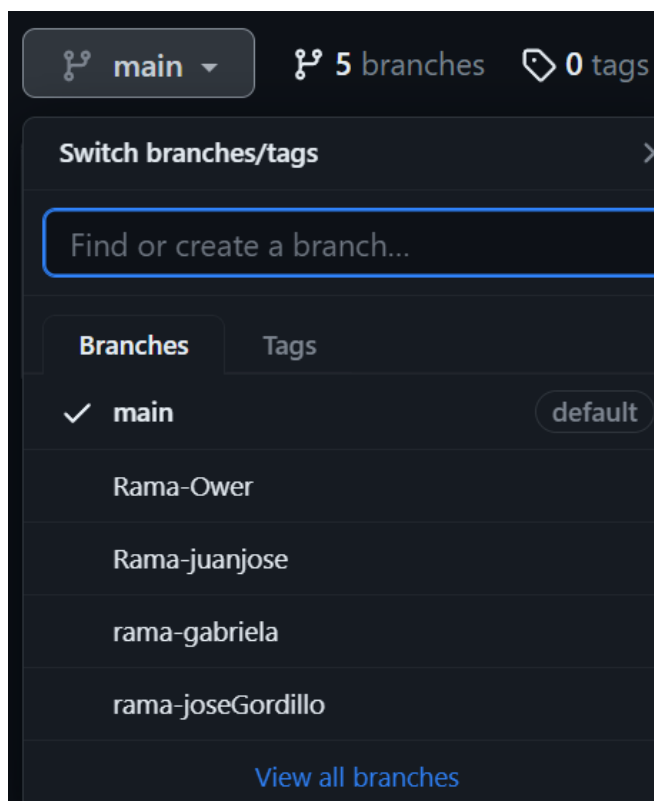 main 5 branches 0 tags
Switch branches/tags
Find or create a branch...
Branches Tags
main default
Rama-Ower
Rama-juanjose
rama-gabriela
rama-joseGordillo
View all branches